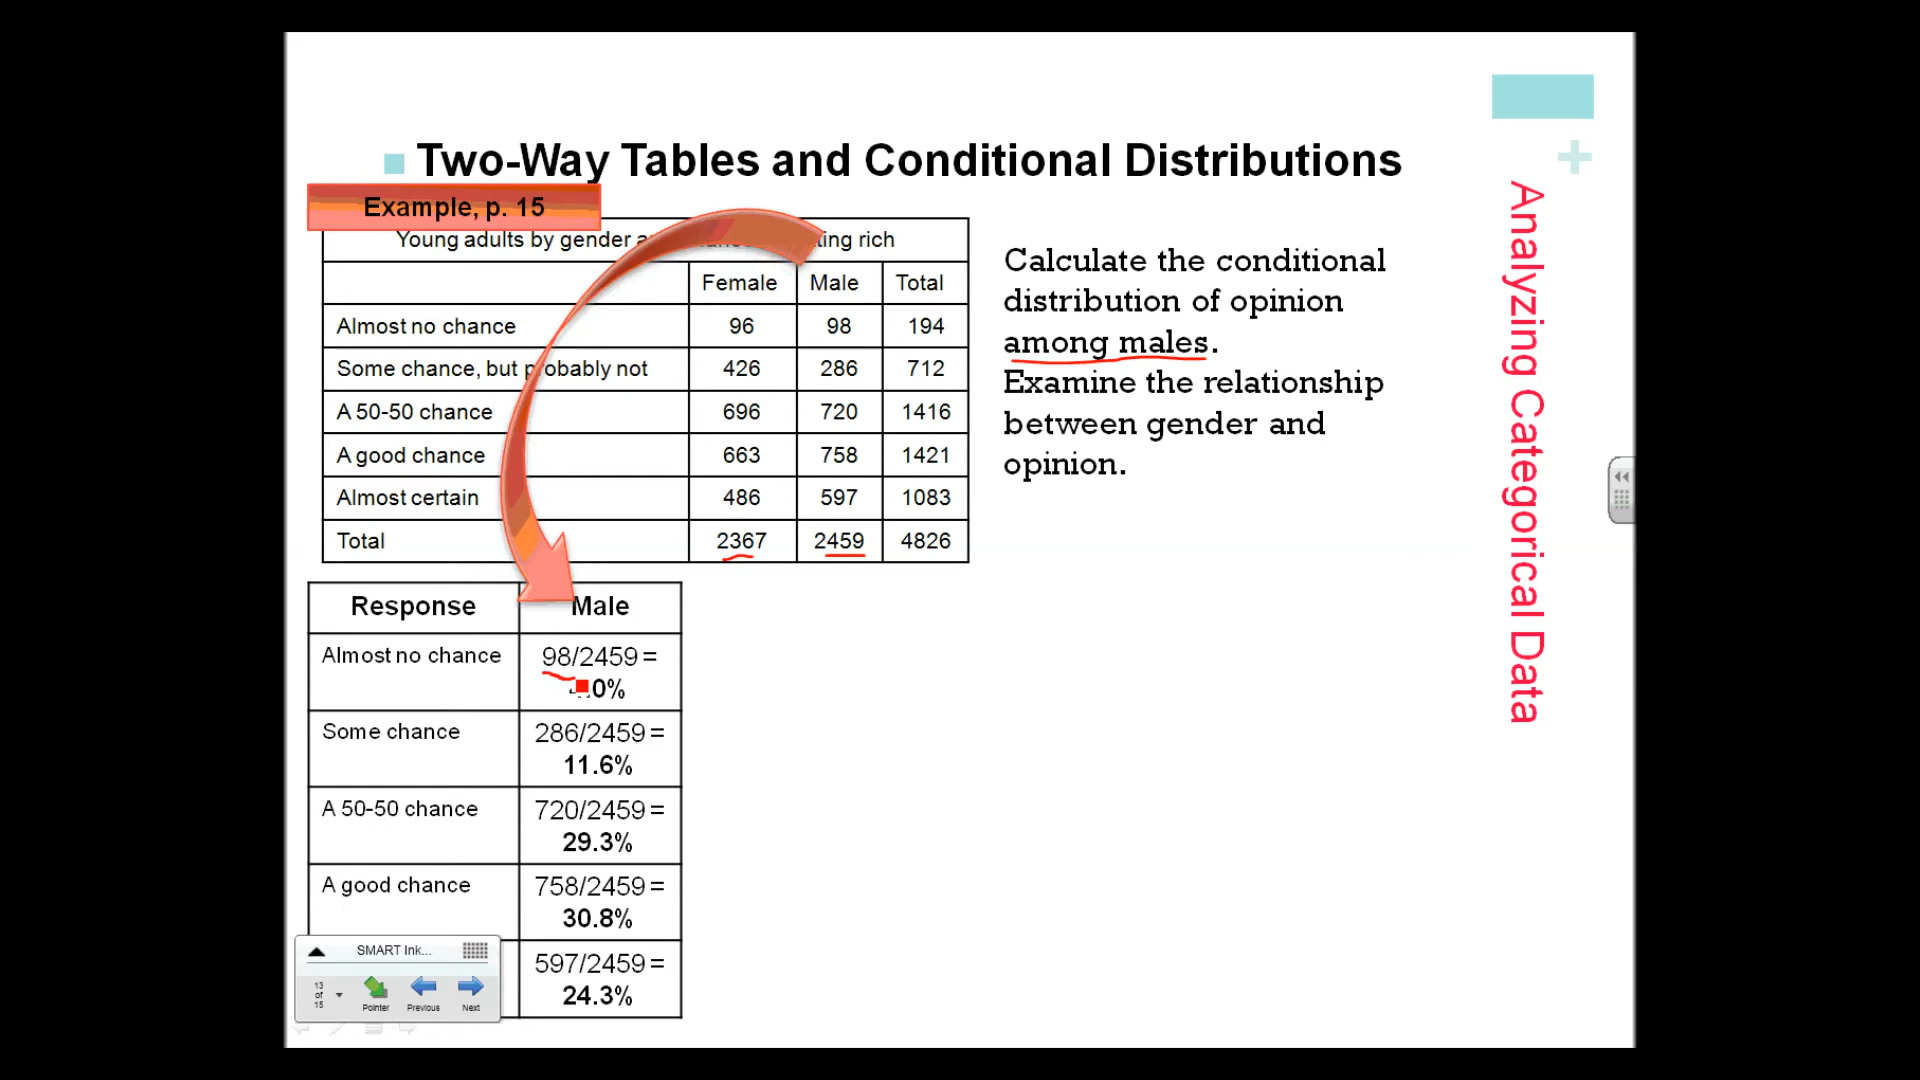 Two-Way Tables and Conditional Distributions
Example, p. 15
Young adults by gender ting rich
Female Male Total
Almost no chance 96 98 194
Some chance, but probably not 426 286 712
A 50-50 chance 696 720 1416
A good chance 663 758 1421
Almost certain 486 597 1083
Total 2367 2459 4826
Calculate the conditional
distribution of opinion
among males.
Examine the relationship
between gender and
opinion.
Response Male
Almost no chance 98/2459 =
0%
Some chance 286/2459 =
11.6%
A 50-50 chance 720/2459 =
29.3%
A good chance 758/2459 =
30.8%
597/2459 =
24.3%
SMART Ink...
13
of
15
Pointer Previous Next
Analyzing Categorical Data